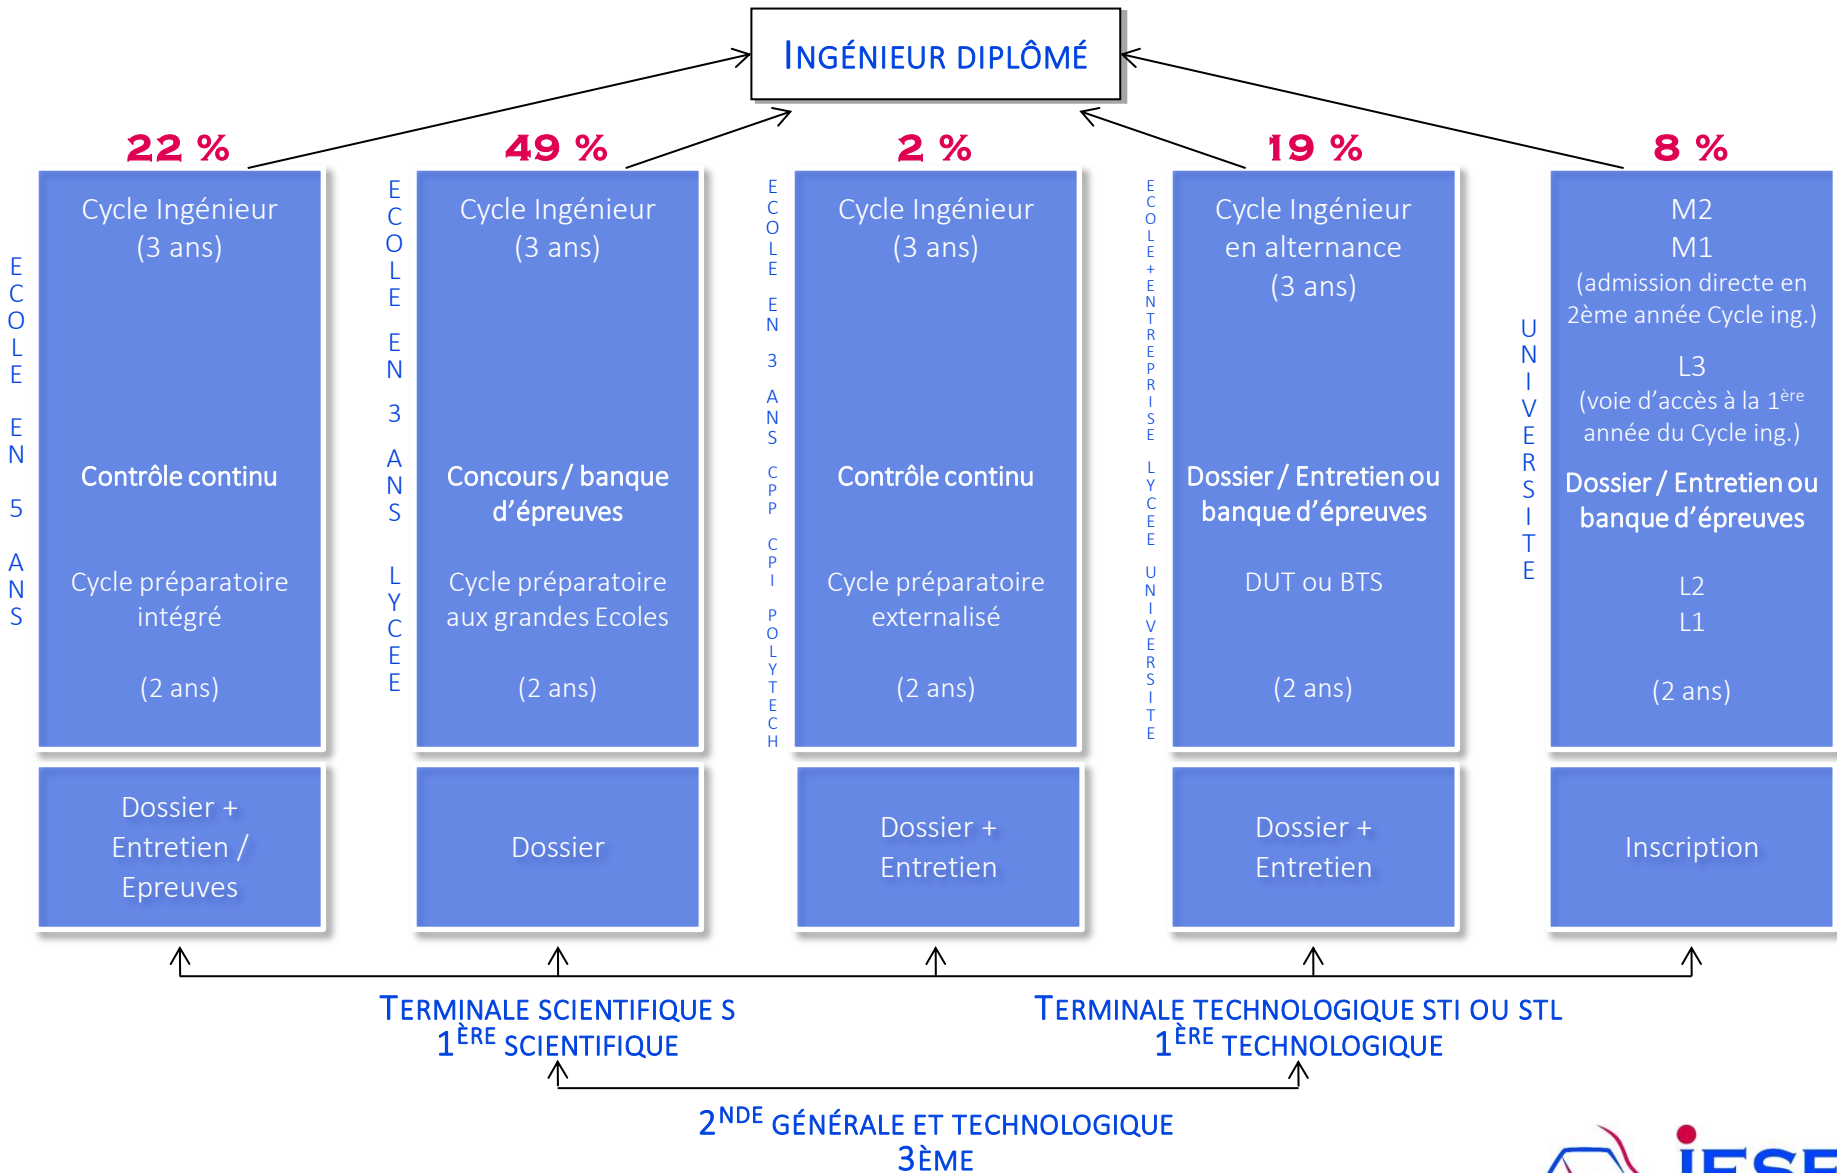 INGÉNIEUR DIPLÔMÉ
22 %
49 %
2 %
19 %
8 %
ECOLE EN 5 ANS
Cycle Ingénieur
(3 ans)
Contrôle continu
Cycle préparatoire
intégré
(2 ans)
Dossier +
Entretien /
Epreuves
ECOLE EN 3 ANS LYCEE
Cycle Ingénieur
(3 ans)
Concours / banque
d'épreuves
Cycle préparatoire
aux grandes Ecoles
(2 ans)
Dossier
ECOLE EN 3 ANS CPP CPI POLYTECH
Cycle Ingénieur
(3 ans)
Contrôle continu
Cycle préparatoire
externalisé
(2 ans)
Dossier +
Entretien
ECOLE+ENTREPRISE LYCEE UNIVERSITE
Cycle Ingénieur
en alternance
(3 ans)
Dossier / Entretien ou
banque d'épreuves
DUT ou BTS
(2 ans)
Dossier +
Entretien
UNIVERSITE
M2
M1
(admission directe en
2ème année Cycle ing.)
L3
(voie d'accès à la 1ère
année du Cycle ing.)
Dossier / Entretien ou
banque d'épreuves
L2
L1
(2 ans)
Inscription
TERMINALE SCIENTIFIQUE S
1ÈRE SCIENTIFIQUE
TERMINALE TECHNOLOGIQUE STI OU STL
1ÈRE TECHNOLOGIQUE
2NDE GÉNÉRALE ET TECHNOLOGIQUE
3ÈME
iESF